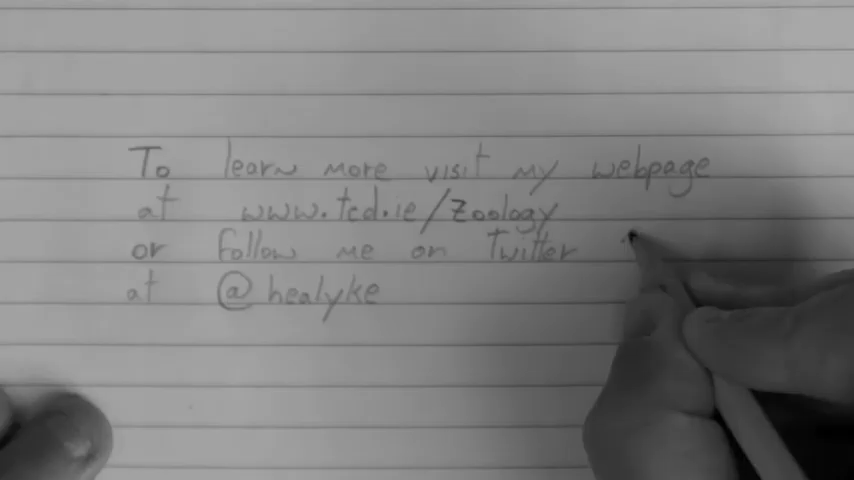 To learn more visit my webpage
at www.tcd.ie/Zoology
or follow me on Twitter
at @healyke